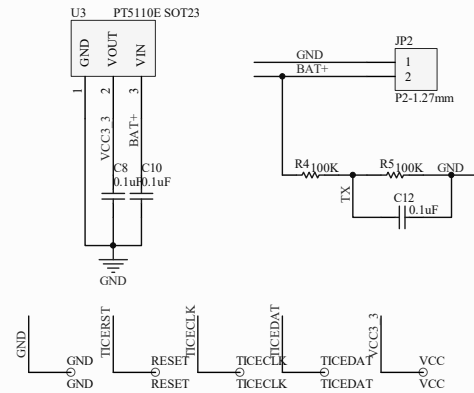 U3 PT5110E SOT23
GND
VOUT
VIN
1
2
3
VCC3_3
BAT+
C8
0.1uF
C10
0.1uF
GND
GND
BAT+
JP2
1
2
P2-1.27mm
R4 100K
R5 100K
GND
TX
C12
0.1uF
GND
TICERST
TICECLK
TICEDAT
VCC3_3
GND RESET TICECLK TICEDAT VCC
GND RESET TICECLK TICEDAT VCC